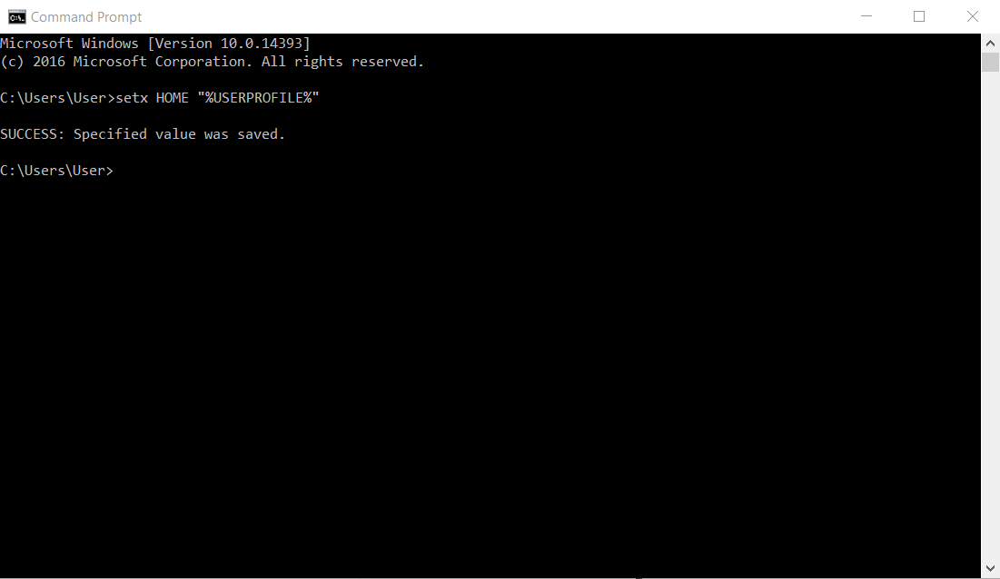 Command Prompt
Microsoft Windows [Version 10.0.14393]
(c) 2016 Microsoft Corporation. All rights reserved.
C:\Users\User>setx HOME "%USERPROFILE%"
SUCCESS: Specified value was saved.
C:\Users\User>